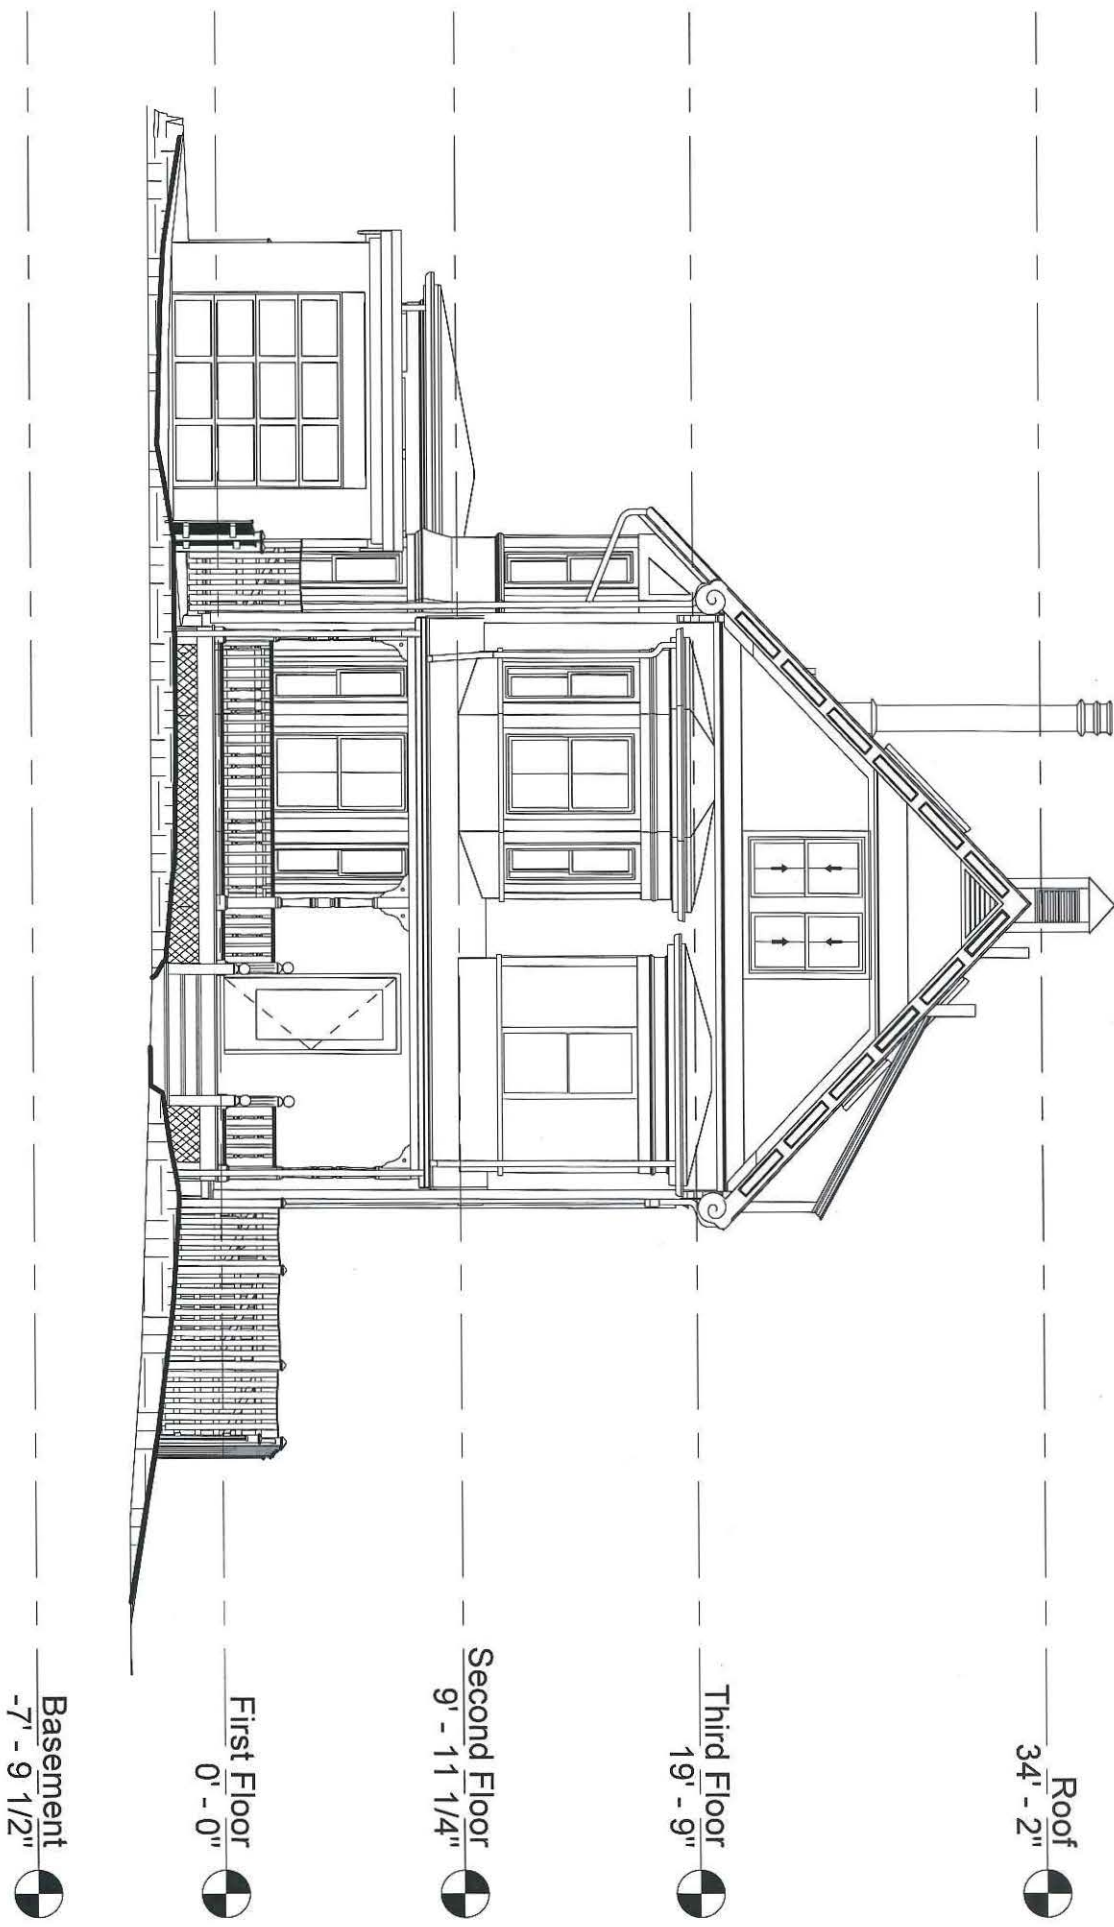 Roof
34' - 2"
Third Floor
19' - 9"
Second Floor
9' - 11 1/4"
First Floor
0' - 0"
Basement
-7' - 9 1/2"